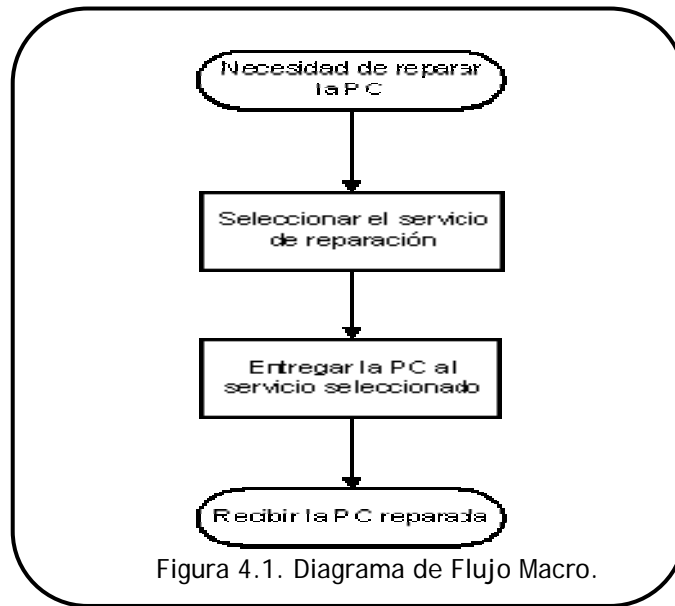 Necesidad de reparar
la PC
Seleccionar el servicio
de reparación
Entregar la PC al
servicio seleccionado
Recibir la PC reparada
Figura 4.1. Diagrama de Flujo Macro.